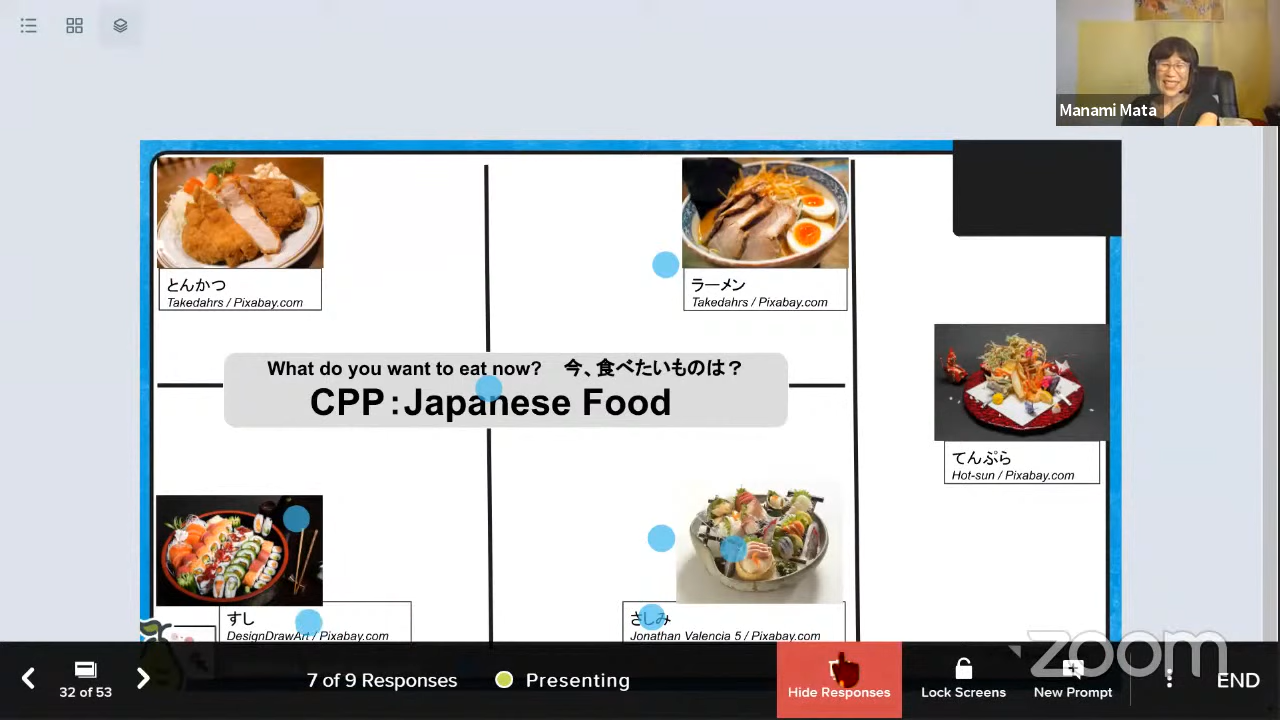 Manami Mata
とんかつ
Takedahrs / Pixabay.com
ラーメン
Takedahrs / Pixabay.com
What do you want to eat now? 今、食べたいものは？
CPP：Japanese Food
てんぷら
Hot-sun / Pixabay.com
すし
DesignDrawArt / Pixabay.com
さしみ
Jonathan Valencia 5 / Pixabay.com
zoom
32 of 53
7 of 9 Responses
Presenting
Hide Responses
Lock Screens
New Prompt
END